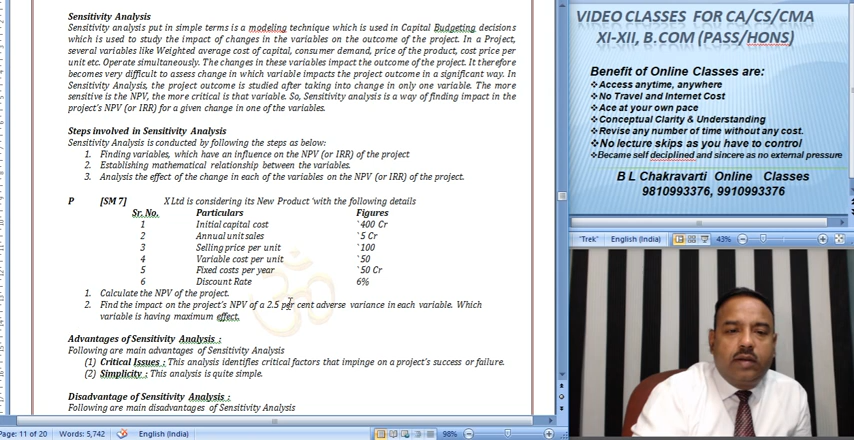 Sensitivity Analysis
Sensitivity analysis put in simple terms is a modeling technique which is used in Capital Budgeting decisions
which is used to study the impact of changes in the variables on the outcome of the project. In a Project,
several variables like Weighted average cost of capital, consumer demand, price of the product, cost price per
unit etc. Operate simultaneously. The changes in these variables impact the outcome of the project. It therefore
becomes very difficult to assess change in which variable impacts the project outcome in a significant way. In
Sensitivity Analysis, the project outcome is studied after taking into change in only one variable. The more
sensitive is the NPV, the more critical is that variable. So, Sensitivity analysis is a way of finding impact in the
project's NPV (or IRR) for a given change in one of the variables.
Steps involved in Sensitivity Analysis
Sensitivity Analysis is conducted by following the steps as below:
1. Finding variables, which have an influence on the NPV (or IRR) of the project
2. Establishing mathematical relationship between the variables.
3. Analysis the effect of the change in each of the variables on the NPV (or IRR) of the project.
P [SM 7] X Ltd is considering its New Product 'with the following details
Sr. No. Particulars Figures
1 Initial capital cost `400 Cr
2 Annual unit sales `5 Cr
3 Selling price per unit `100
4 Variable cost per unit `50
5 Fixed costs per year `50 Cr
6 Discount Rate 6%
1. Calculate the NPV of the project.
2. Find the impact on the project's NPV of a 2.5 per cent adverse variance in each variable. Which
variable is having maximum effect.
Advantages of Sensitivity Analysis :
Following are main advantages of Sensitivity Analysis
(1) Critical Issues : This analysis identifies critical factors that impinge on a project's success or failure.
(2) Simplicity : This analysis is quite simple.
Disadvantage of Sensitivity Analysis :
Following are main disadvantages of Sensitivity Analysis
Page: 11 of 20 Words: 5,742 English (India) 98%
VIDEO CLASSES FOR CA/CS/CMA
XI-XII, B.COM (PASS/HONS)
Benefit of Online Classes are:
❖Access anytime, anywhere
❖No Travel and Internet Cost
❖Ace at your own pace
❖Conceptual Clarity & Understanding
❖Revise any number of time without any cost.
❖No lecture skips as you have to control
❖Became self deciplined and sincere as no external pressure
B L Chakravarti Online Classes
9810993376, 9910993376
"Trek" English (India) 43%